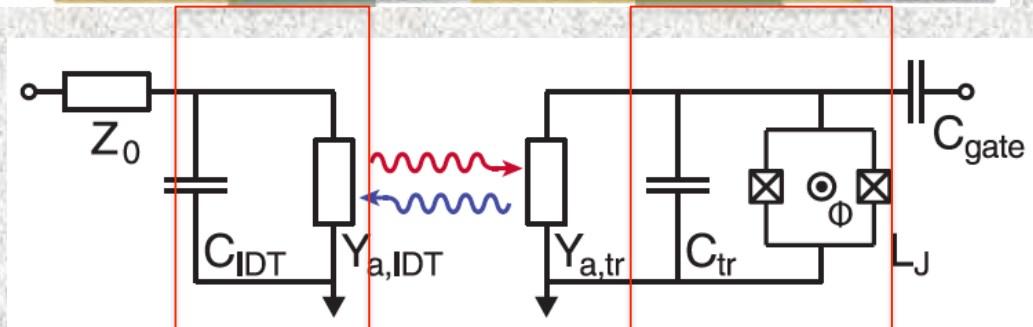 Z0
CIDT
Ya,IDT
Ya,tr
Ctr
Φ
LJ
Cgate